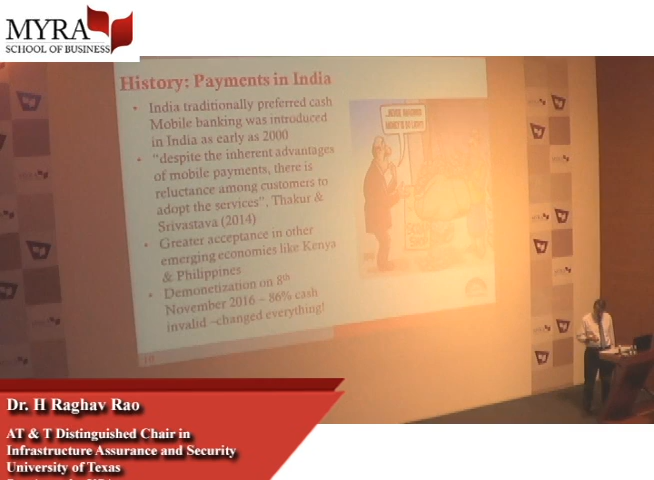 MYRA
SCHOOL OF BUSINESS
History: Payments in India
• India traditionally preferred cash
Mobile banking was introduced
in India as early as 2000
• "despite the inherent advantages
of mobile payments, there is
reluctance among customers to
adopt the services", Thakur &
Srivastava (2014)
• Greater acceptance in other
emerging economies like Kenya
& Philippines
• Demonetization on 8th
November 2016 – 86% cash
invalid –changed everything!
Dr. H Raghav Rao
AT & T Distinguished Chair in
Infrastructure Assurance and Security
University of Texas